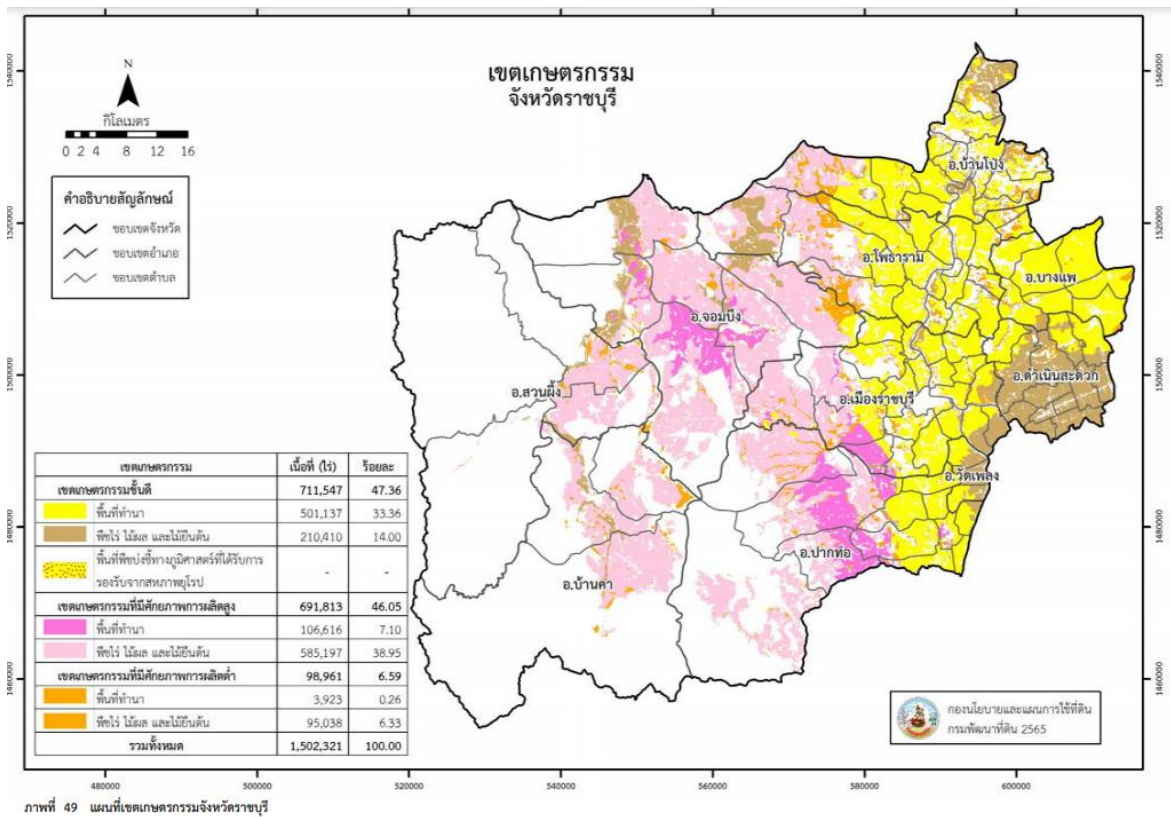 เขตเกษตรกรรม
จังหวัดราชบุรี
N
กิโลเมตร
0 2 4 8 12 16
คำอธิบายสัญลักษณ์
ขอบเขตจังหวัด
ขอบเขตอำเภอ
ขอบเขตตำบล
อ.บ้านโป่ง
อ.โพธาราม
อ.บางแพ
อ.จอมบึง
อ.ดำเนินสะดวก
อ.สวนผึ้ง
อ.เมืองราชบุรี
อ.วัดเพลง
อ.ปากท่อ
อ.บ้านคา
เขตเกษตรกรรม เนื้อที่ (ไร่) ร้อยละ
เขตเกษตรกรรมชั้นดี 711,547 47.36
พื้นที่ทำนา 501,137 33.36
พืชไร่ ไม้ผล และไม้ยืนต้น 210,410 14.00
พื้นที่พืชบ่งชี้ทางภูมิศาสตร์ที่ได้รับการ - -
รองรับจากสหภาพยุโรป
เขตเกษตรกรรมที่มีศักยภาพการผลิตสูง 691,813 46.05
พื้นที่ทำนา 106,616 7.10
พืชไร่ ไม้ผล และไม้ยืนต้น 585,197 38.95
เขตเกษตรกรรมที่มีศักยภาพการผลิตต่ำ 98,961 6.59
พื้นที่ทำนา 3,923 0.26
พืชไร่ ไม้ผล และไม้ยืนต้น 95,038 6.33
รวมทั้งหมด 1,502,321 100.00
กองนโยบายและแผนการใช้ที่ดิน
กรมพัฒนาที่ดิน 2565
1540000 1540000
1520000 1520000
1500000 1500000
1480000 1480000
1460000 1460000
480000 500000 520000 540000 560000 580000 600000
ภาพที่ 49 แผนที่เขตเกษตรกรรมจังหวัดราชบุรี